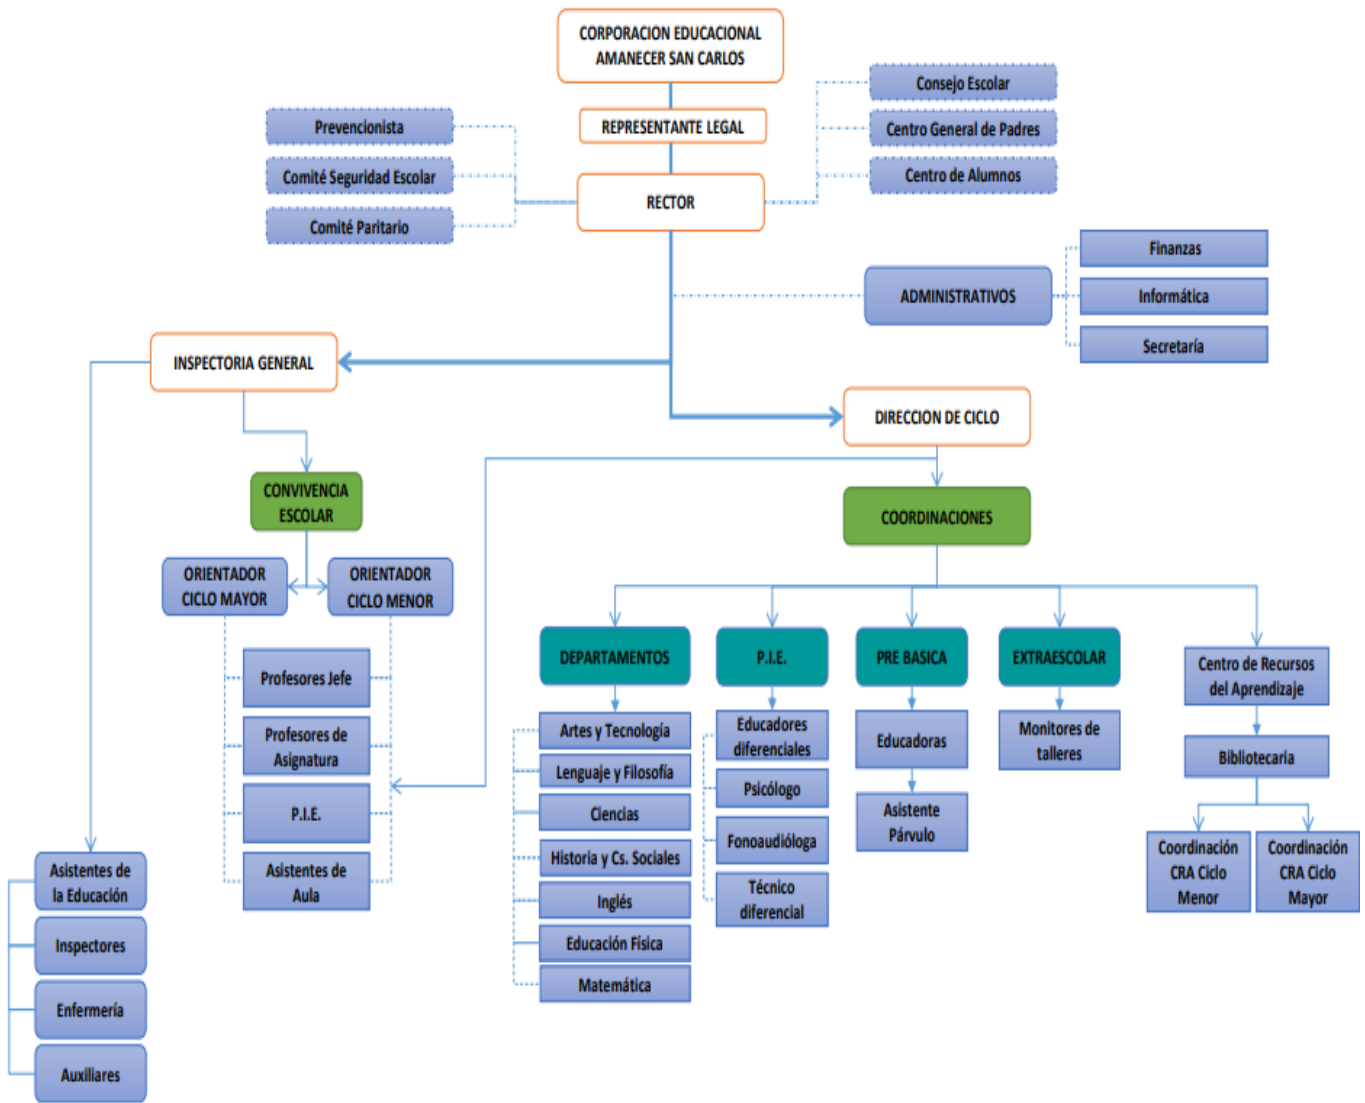 CORPORACION EDUCACIONAL
AMANECER SAN CARLOS
REPRESENTANTE LEGAL
RECTOR
Prevencionista
Comité Seguridad Escolar
Comité Paritario
Consejo Escolar
Centro General de Padres
Centro de Alumnos
ADMINISTRATIVOS
Finanzas
Informática
Secretaría
INSPECTORIA GENERAL
DIRECCION DE CICLO
CONVIVENCIA
ESCOLAR
COORDINACIONES
ORIENTADOR
CICLO MAYOR
ORIENTADOR
CICLO MENOR
Profesores Jefe
Profesores de
Asignatura
P.I.E.
Asistentes de
Aula
Asistentes de
la Educación
Inspectores
Enfermería
Auxiliares
DEPARTAMENTOS
Artes y Tecnología
Lenguaje y Filosofía
Ciencias
Historia y Cs. Sociales
Inglés
Educación Física
Matemática
P.I.E.
Educadores
diferenciales
Psicólogo
Fonoaudióloga
Técnico
diferencial
PRE BASICA
Educadoras
Asistente
Párvulo
EXTRAESCOLAR
Monitores de
talleres
Centro de Recursos
del Aprendizaje
Bibliotecaria
Coordinación
CRA Ciclo
Menor
Coordinación
CRA Ciclo
Mayor